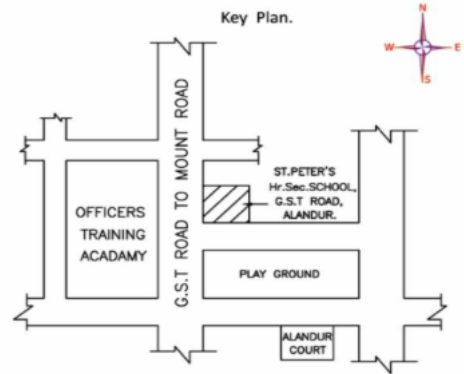 Key Plan.
N
W
E
S
G.S.T ROAD TO MOUNT ROAD
ST.PETER'S
Hr.Sec.SCHOOL,
G.S.T ROAD,
ALANDUR.
OFFICERS
TRAINING
ACADAMY
PLAY GROUND
ALANDUR
COURT